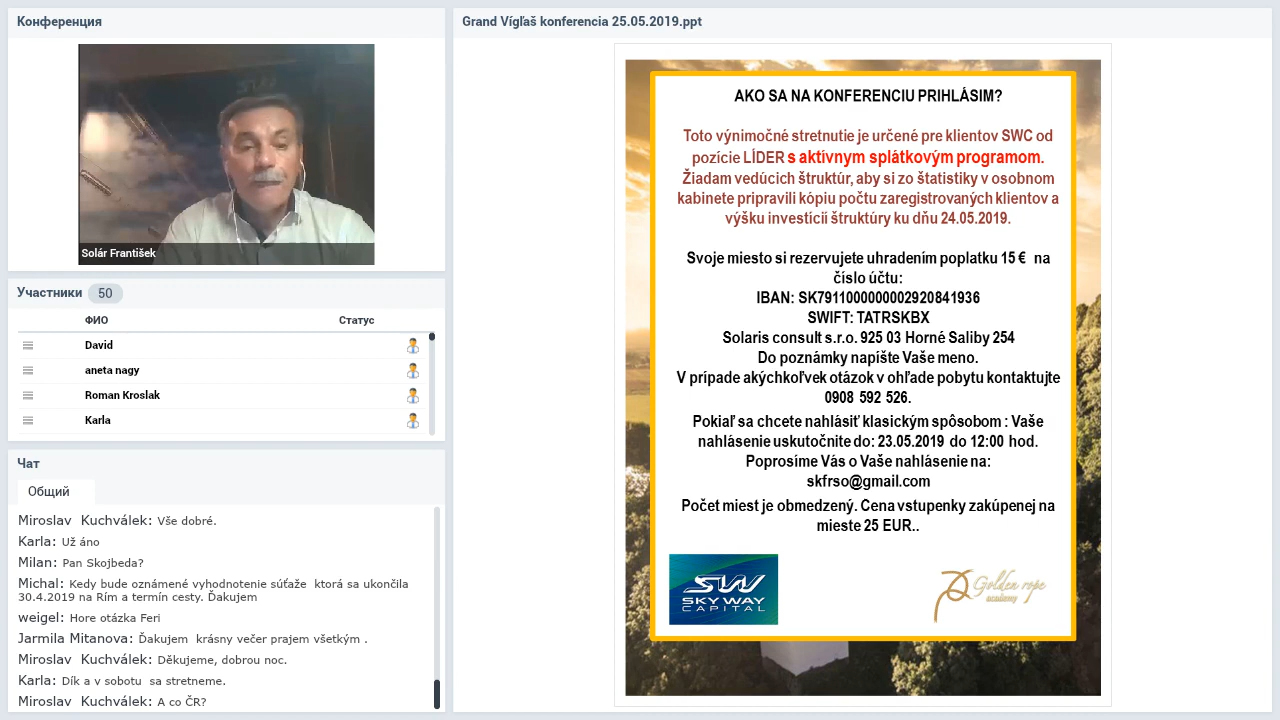 Конференция
Solár František
Участники 50
ФИО Статус
David
aneta nagy
Roman Kroslak
Karla
Чат
Общий
Miroslav Kuchválek: Vše dobré.
Karla: Už áno
Milan: Pan Skojbeda?
Michal: Kedy bude oznámené vyhodnotenie súťaže ktorá sa ukončila
30.4.2019 na Rím a termín cesty. Ďakujem
weigel: Hore otázka Feri
Jarmila Mitanova: Ďakujem krásny večer prajem všetkým .
Miroslav Kuchválek: Děkujeme, dobrou noc.
Karla: Dík a v sobotu sa stretneme.
Miroslav Kuchválek: A co ČR?
Grand Vígľaš konferencia 25.05.2019.ppt
AKO SA NA KONFERENCIU PRIHLÁSIM?
Toto výnimočné stretnutie je určené pre klientov SWC od
pozície LÍDER s aktívnym splátkovým programom.
Žiadam vedúcich štruktúr, aby si zo štatistiky v osobnom
kabinete pripravili kópiu počtu zaregistrovaných klientov a
výšku investícií štruktúry ku dňu 24.05.2019.
Svoje miesto si rezervujete uhradením poplatku 15 € na
číslo účtu:
IBAN: SK7911000000002920841936
SWIFT: TATRSKBX
Solaris consult s.r.o. 925 03 Horné Saliby 254
Do poznámky napíšte Vaše meno.
V prípade akýchkoľvek otázok v ohľade pobytu kontaktujte
0908 592 526.
Pokiaľ sa chcete nahlásiť klasickým spôsobom : Vaše
nahlásenie uskutočnite do: 23.05.2019 do 12:00 hod.
Poprosíme Vás o Vaše nahlásenie na:
skfrso@gmail.com
Počet miest je obmedzený. Cena vstupenky zakúpenej na
mieste 25 EUR..
SW
SKY WAY
CAPITAL
Golden rope
academy